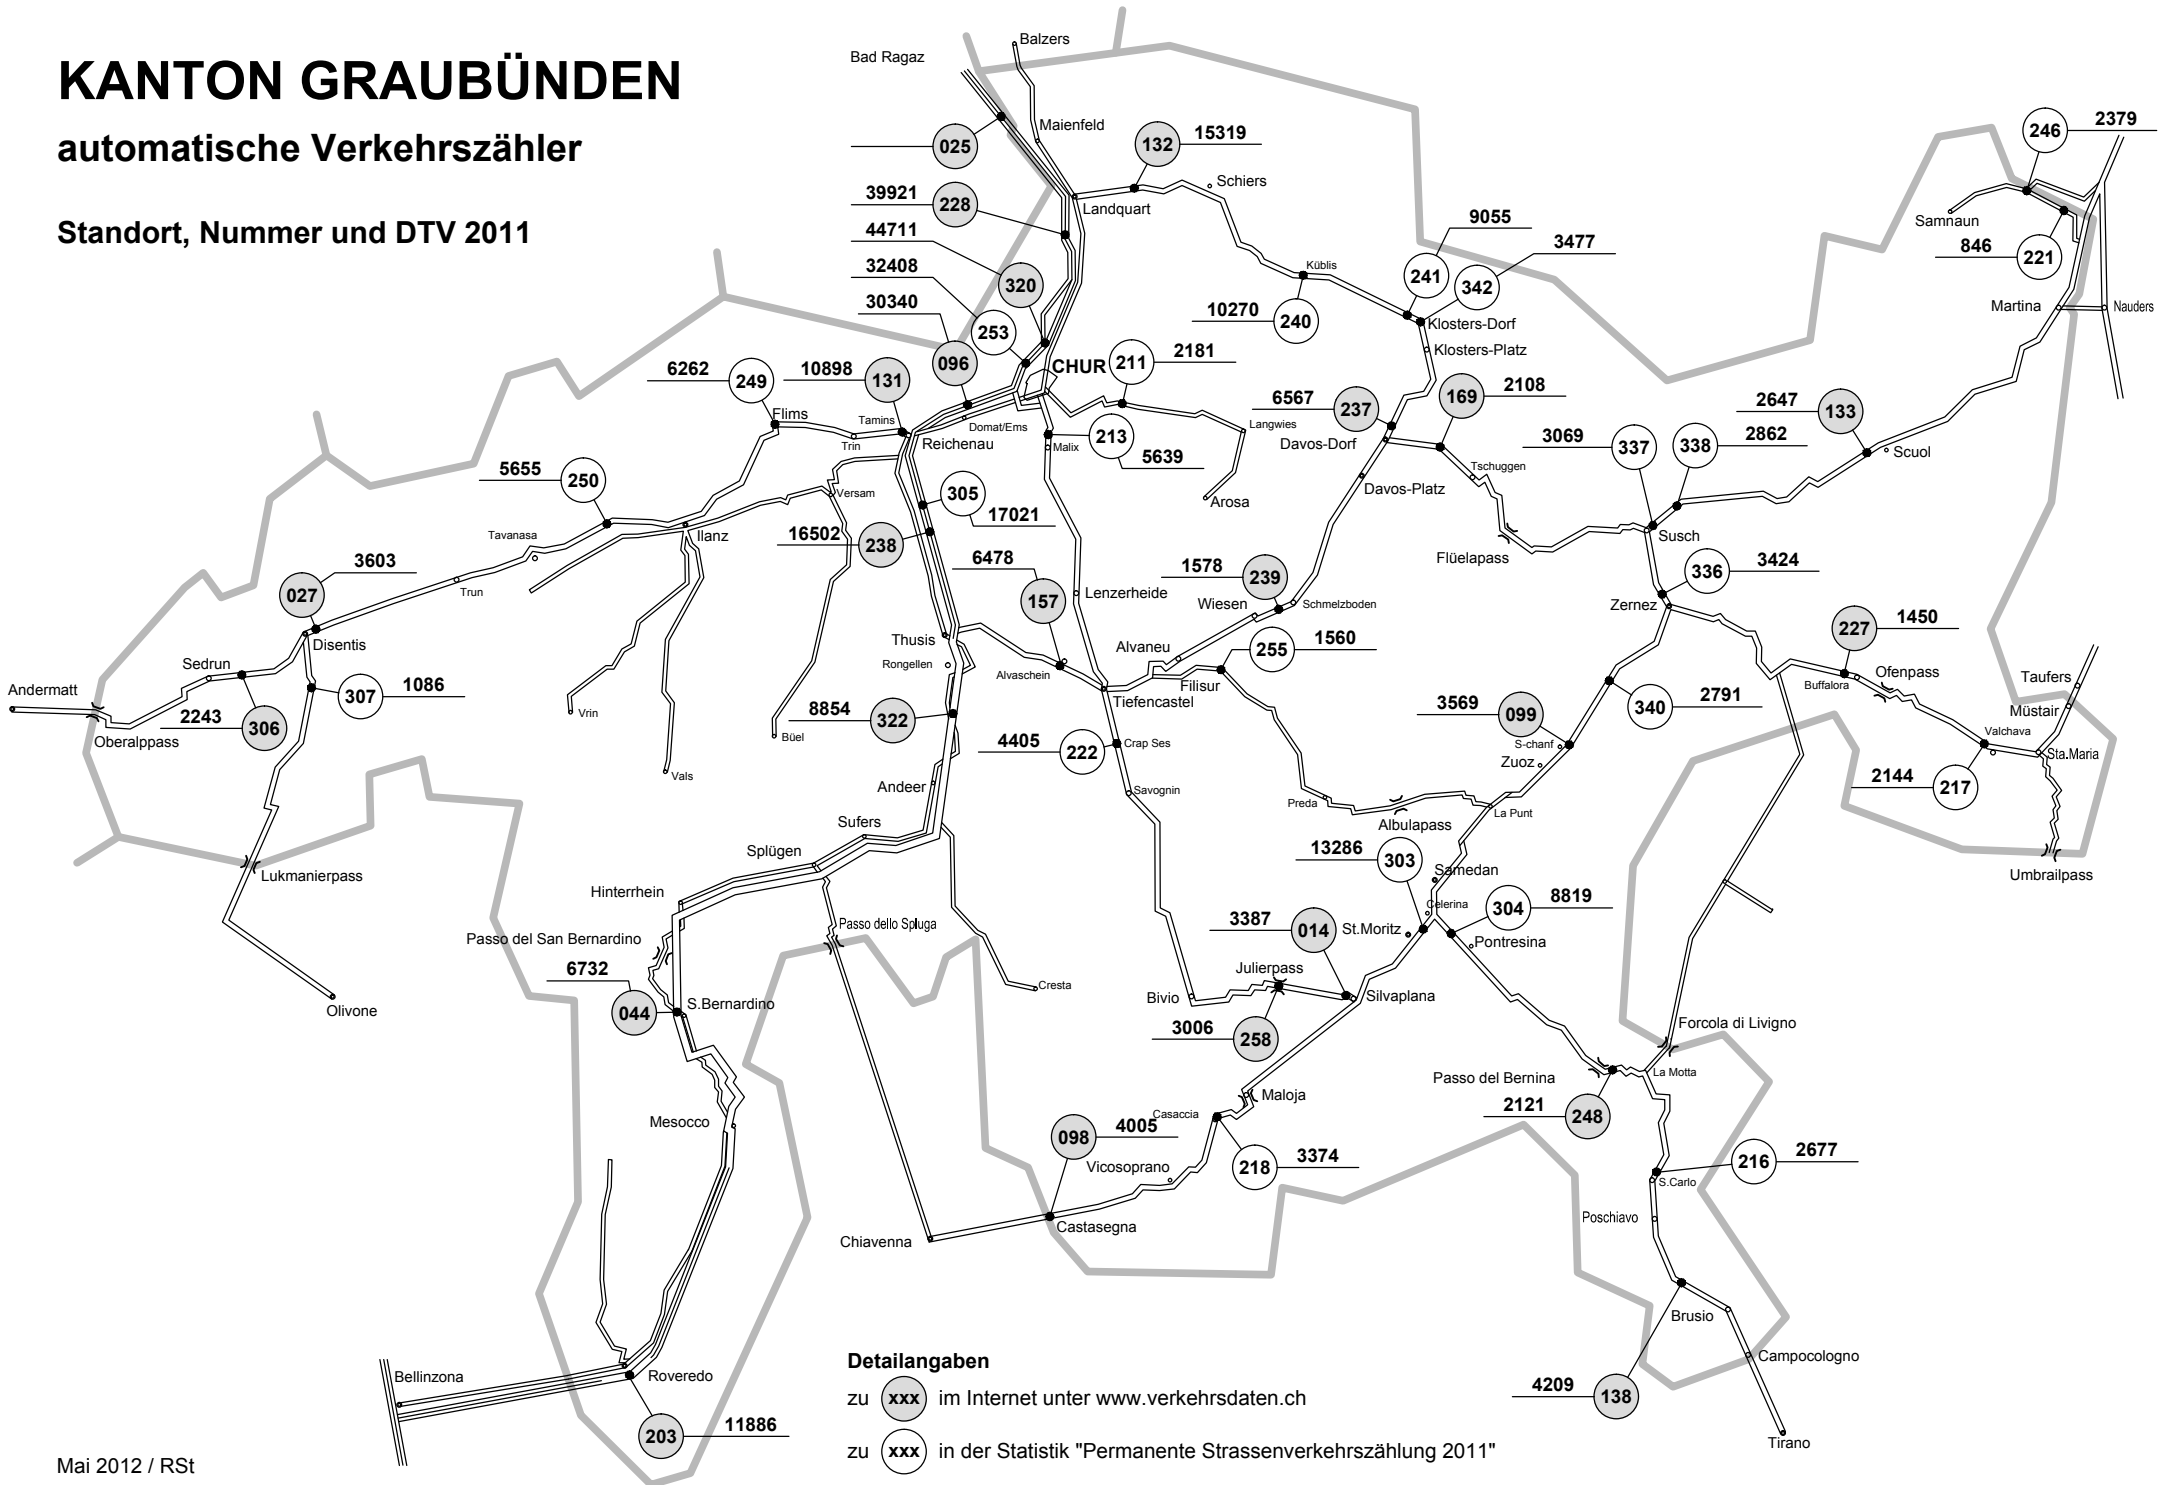 KANTON GRAUBÜNDEN
automatische Verkehrszähler
Standort, Nummer und DTV 2011
Bad Ragaz
Balzers
Maienfeld
025
132
15319
Schiers
Landquart
39921
228
44711
320
32408
253
30340
096
9055
241
3477
342
Küblis
10270
240
Klosters-Dorf
Klosters-Platz
246
2379
Samnaun
846
221
Martina
Nauders
CHUR
211
2181
6262
249
10898
131
Flims
Tamins
Trin
Reichenau
Domat/Ems
Malix
213
5639
Langwies
Arosa
6567
237
169
2108
Davos-Dorf
Davos-Platz
Tschuggen
Flüelapass
3069
337
338
2862
2647
133
Scuol
Susch
5655
250
Tavanasa
Ilanz
Versam
305
17021
16502
238
6478
157
Lenzerheide
1578
239
Wiesen
Schmelzboden
255
1560
336
3424
Zernez
3603
027
Trun
Disentis
Sedrun
Andermatt
Oberalppass
2243
306
307
1086
Vrin
Vals
Büel
Thusis
Rongellen
Alvaschein
Alvaneu
Filisur
Tiefencastel
8854
322
4405
222
Crap Ses
Savognin
227
1450
Buffalora
Ofenpass
Taufers
Müstair
Valchava
Sta.Maria
2144
217
Umbrailpass
3569
099
S-chanf
Zuoz
340
2791
Preda
Albulapass
La Punt
Andeer
Sufers
Splügen
Hinterrhein
Lukmanierpass
Olivone
Passo del San Bernardino
Passo dello Spluga
6732
044
S.Bernardino
Cresta
13286
303
Samedan
Celerina
304
8819
3387
014
St.Moritz
Pontresina
Julierpass
Bivio
Silvaplana
3006
258
Forcola di Livigno
La Motta
Passo del Bernina
2121
248
Maloja
Casaccia
098
4005
Vicosoprano
218
3374
216
2677
S.Carlo
Poschiavo
Mesocco
Castasegna
Chiavenna
Brusio
Campocologno
4209
138
Tirano
Bellinzona
Roveredo
203
11886
Detailangaben
zu xxx im Internet unter www.verkehrsdaten.ch
zu xxx in der Statistik "Permanente Strassenverkehrszählung 2011"
Mai 2012 / RSt